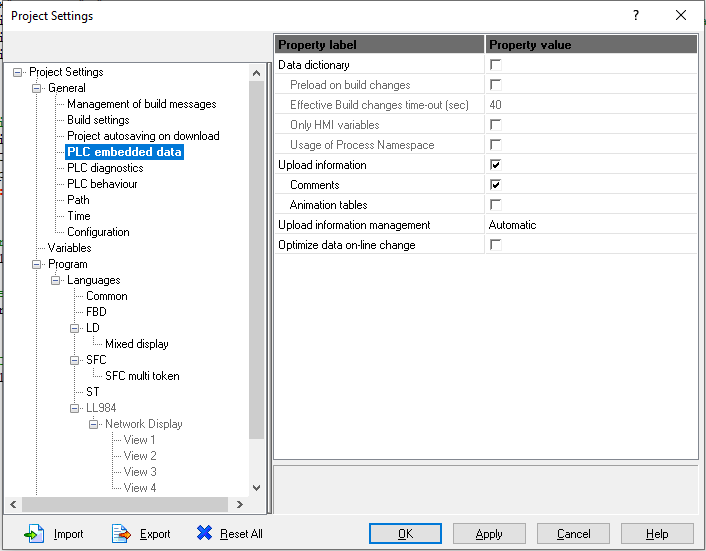 Project Settings
?
Project Settings
General
Management of build messages
Build settings
Project autosaving on download
PLC embedded data
PLC diagnostics
PLC behaviour
Path
Time
Configuration
Variables
Program
Languages
Common
FBD
LD
Mixed display
SFC
SFC multi token
ST
LL984
Network Display
View 1
View 2
View 3
View 4
Property label Property value
Data dictionary
Preload on build changes
Effective Build changes time-out (sec) 40
Only HMI variables
Usage of Process Namespace
Upload information
Comments
Animation tables
Upload information management Automatic
Optimize data on-line change
Import Export Reset All OK Apply Cancel Help